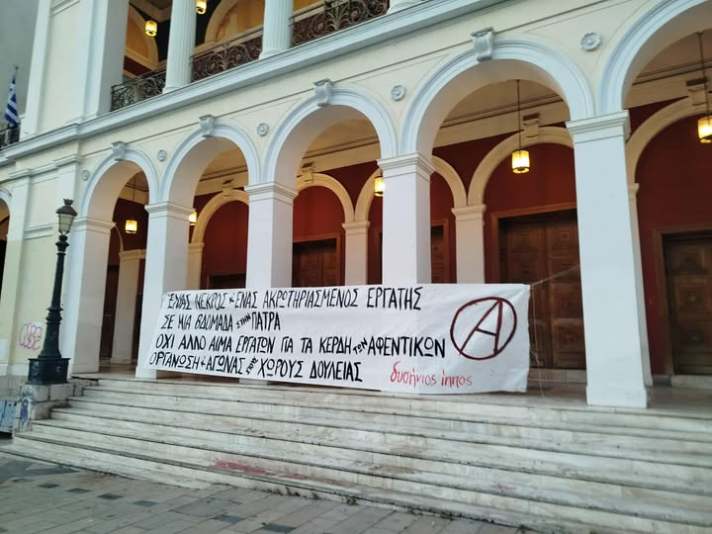 ΈΝΑΣ ΝΕΚΡΟΣ & ΕΝΑΣ ΑΚΡΩΤΗΡΙΑΣΜΕΝΟΣ ΕΡΓΑΤΗΣ
ΣΕ ΜΙΑ ΒΔΟΜΑΔΑ ΣΤΗΝ ΠΑΤΡΑ
ΟΧΙ ΑΛΛΟ ΑΙΜΑ ΕΡΓΑΤΩΝ ΓΙΑ ΤΑ ΚΕΡΔΗ ΤΩΝ ΑΦΕΝΤΙΚΩΝ
ΟΡΓΑΝΩΣΗ & ΑΓΩΝΑΣ ΣΤΟΥΣ ΧΩΡΟΥΣ ΔΟΥΛΕΙΑΣ
δυσήνιος ίππος
A